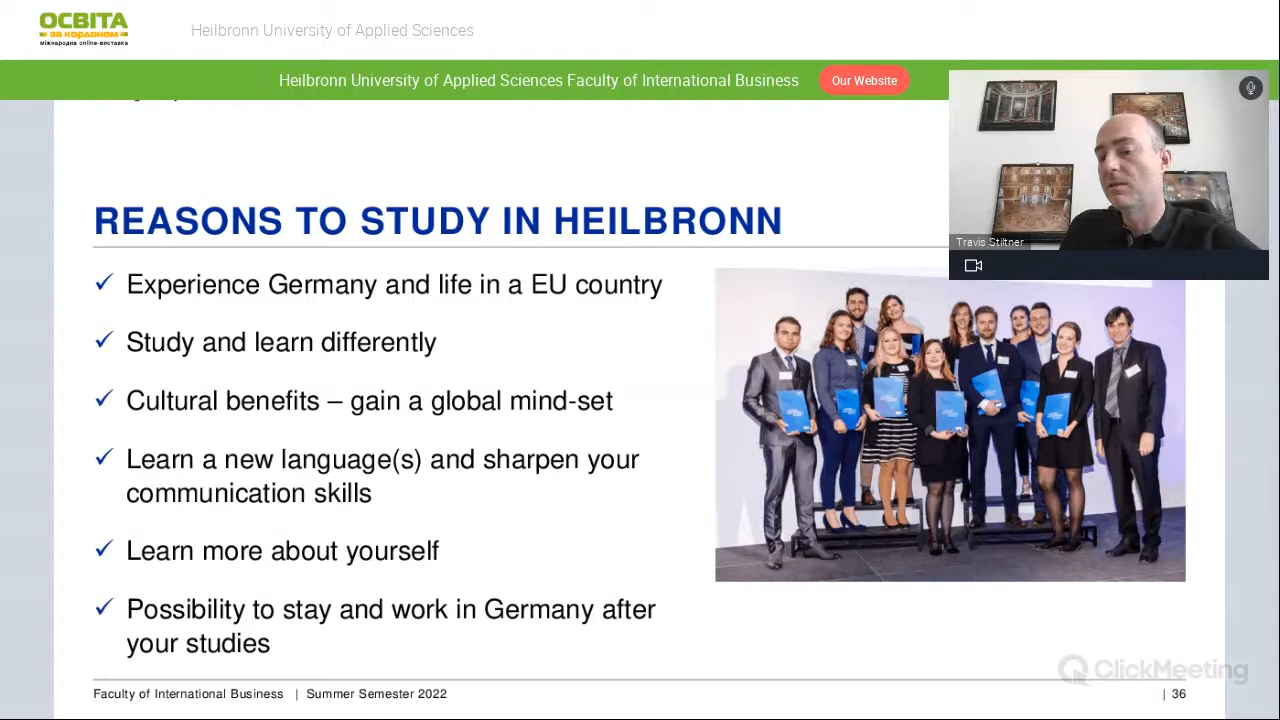 ОСВІТА
за кордоном
міжнародна online-виставка
Heilbronn University of Applied Sciences
Heilbronn University of Applied Sciences Faculty of International Business
Our Website
Travis Stiltner
REASONS TO STUDY IN HEILBRONN
✓ Experience Germany and life in a EU country
✓ Study and learn differently
✓ Cultural benefits – gain a global mind-set
✓ Learn a new language(s) and sharpen your
communication skills
✓ Learn more about yourself
✓ Possibility to stay and work in Germany after
your studies
ClickMeeting
Faculty of International Business | Summer Semester 2022
| 36